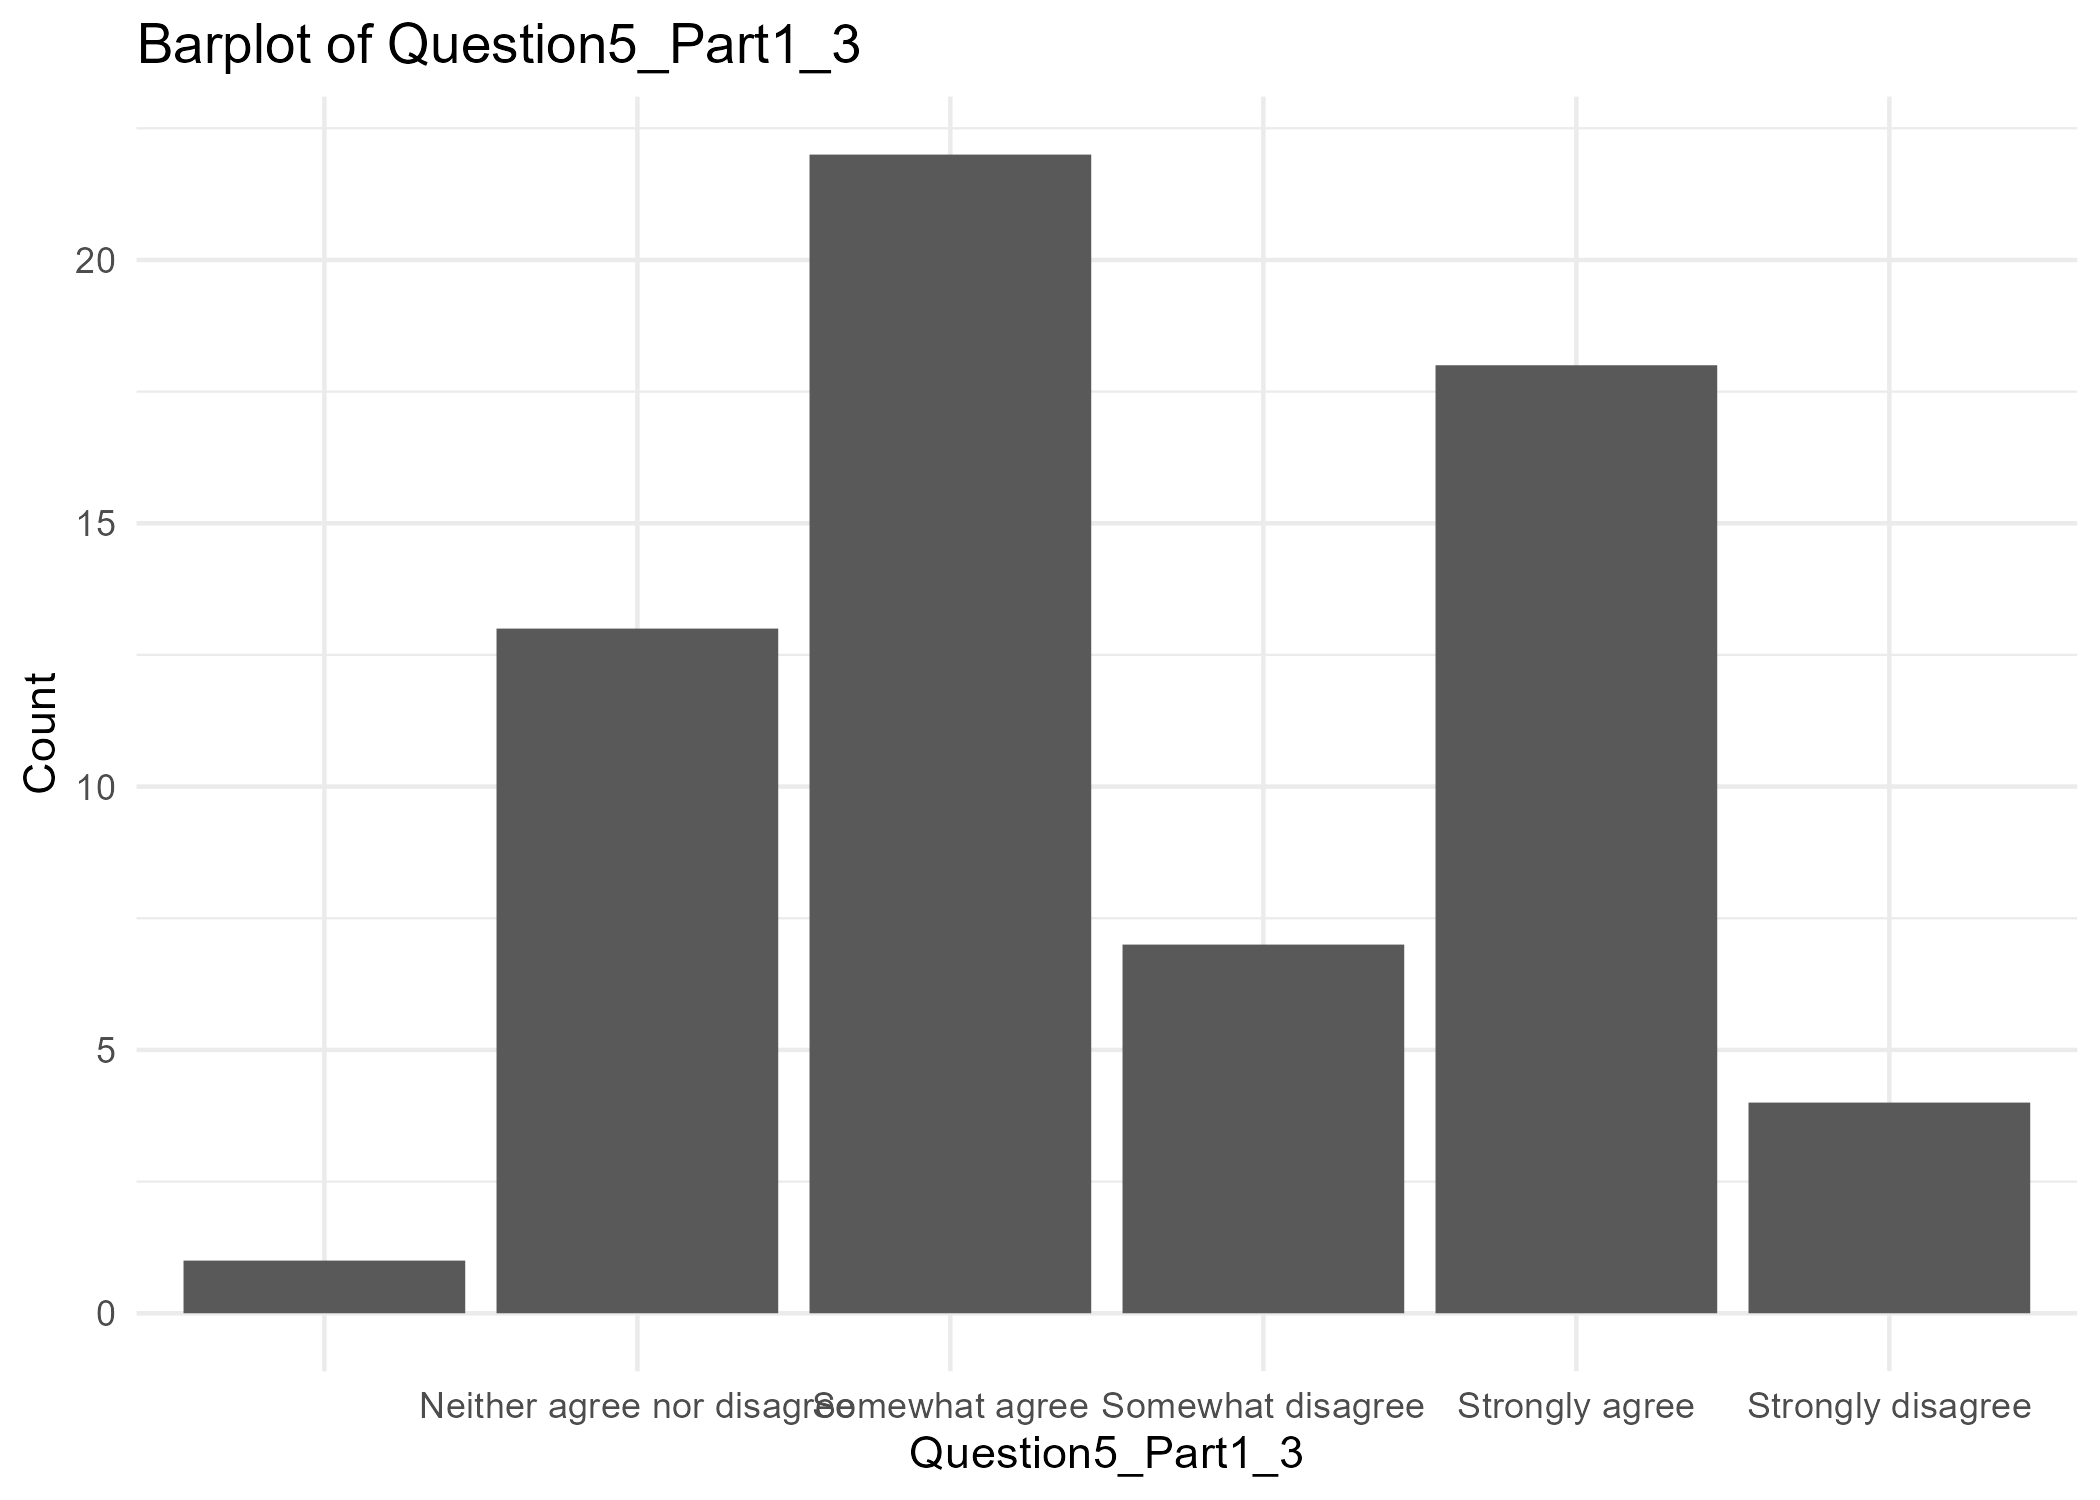 Barplot of Question5_Part1_3
Count
20
15
10
5
0
Neither agree nor disagree Somewhat agree Somewhat disagree Strongly agree Strongly disagree
Question5_Part1_3